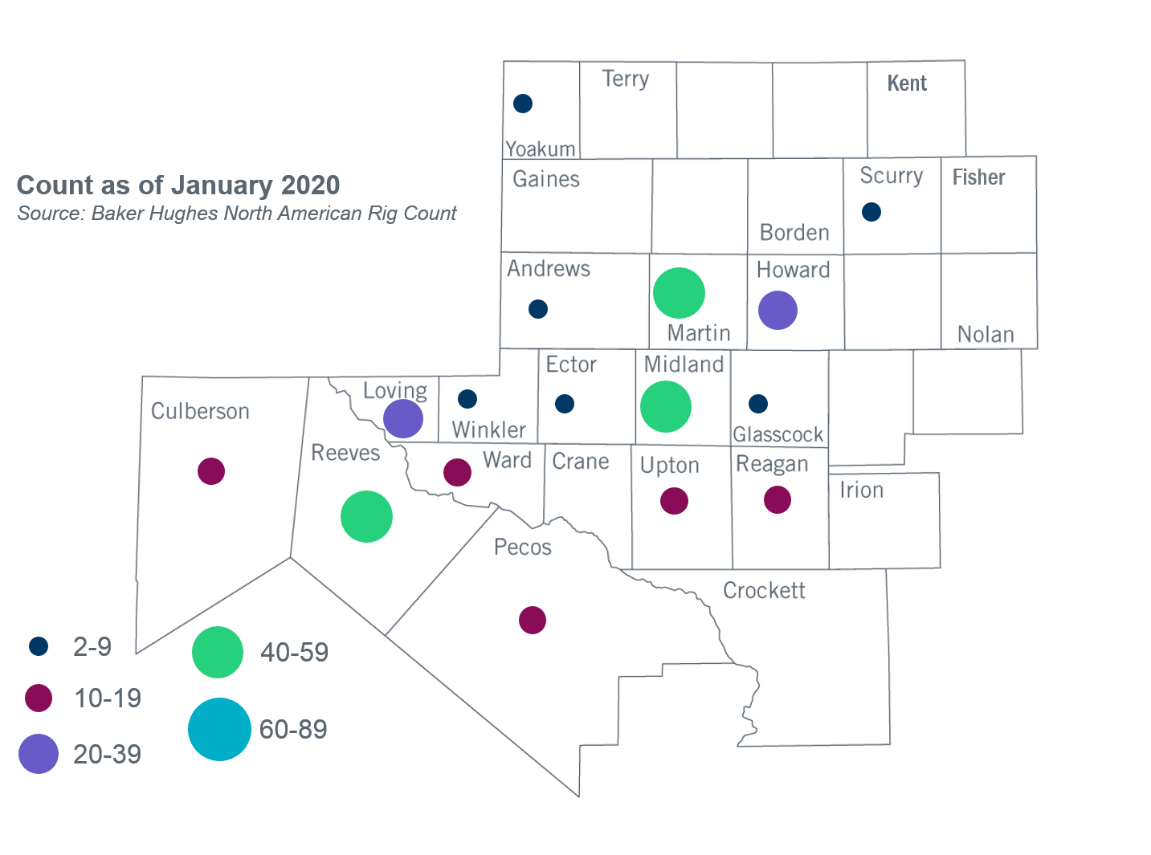 Terry
Kent
Yoakum
Count as of January 2020
Source: Baker Hughes North American Rig Count
Gaines
Scurry
Fisher
Borden
Andrews
Howard
Martin
Nolan
Ector
Midland
Loving
Culberson
Winkler
Glasscock
Reeves
Ward
Crane
Upton
Reagan
Irion
Pecos
Crockett
2-9
40-59
10-19
60-89
20-39